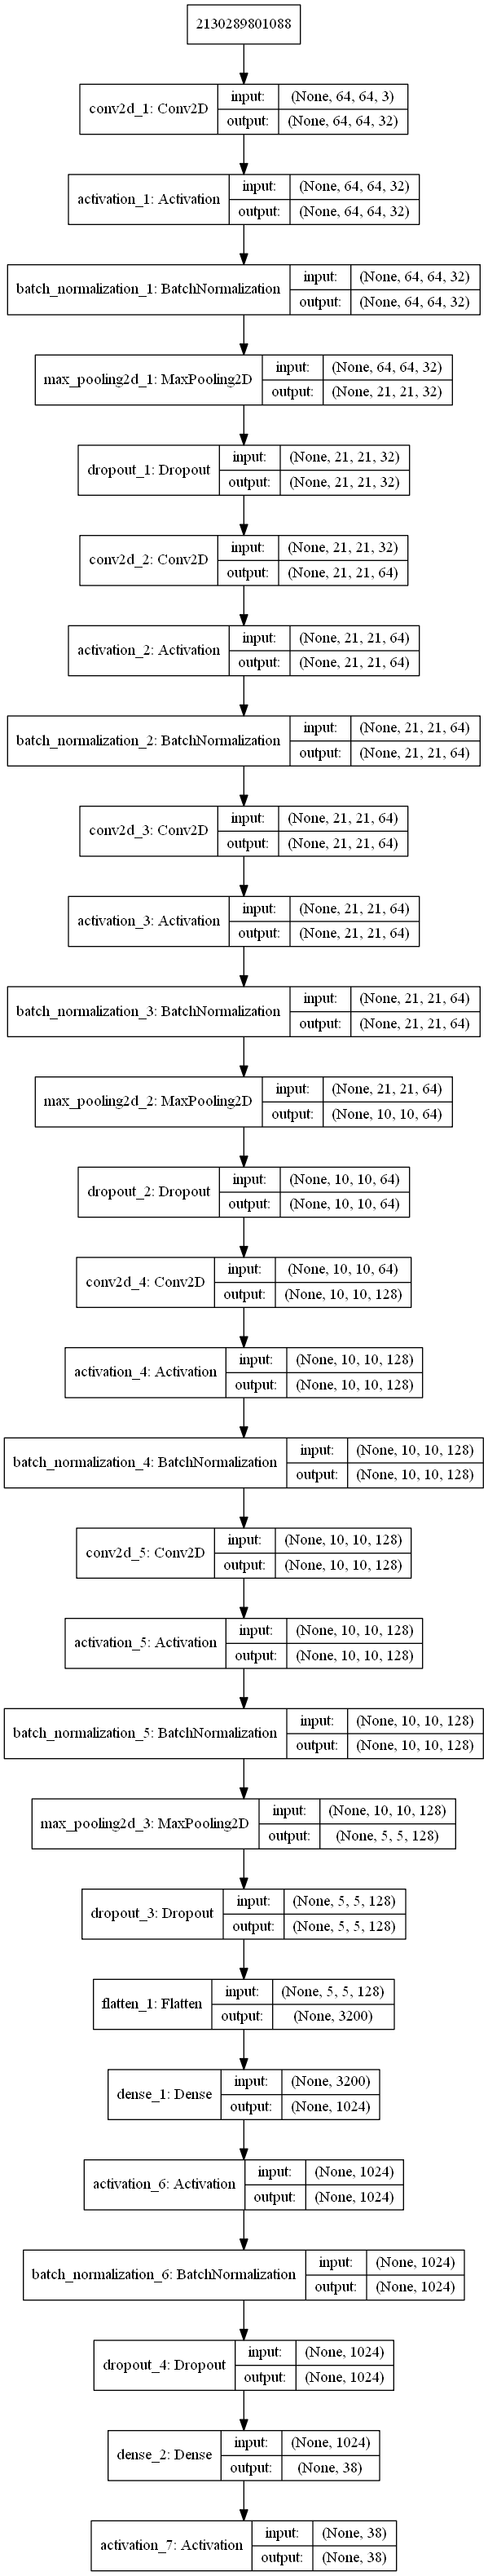 2130289801088
conv2d_1: Conv2D input: (None, 64, 64, 3)
output: (None, 64, 64, 32)
activation_1: Activation input: (None, 64, 64, 32)
output: (None, 64, 64, 32)
batch_normalization_1: BatchNormalization input: (None, 64, 64, 32)
output: (None, 64, 64, 32)
max_pooling2d_1: MaxPooling2D input: (None, 64, 64, 32)
output: (None, 21, 21, 32)
dropout_1: Dropout input: (None, 21, 21, 32)
output: (None, 21, 21, 32)
conv2d_2: Conv2D input: (None, 21, 21, 32)
output: (None, 21, 21, 64)
activation_2: Activation input: (None, 21, 21, 64)
output: (None, 21, 21, 64)
batch_normalization_2: BatchNormalization input: (None, 21, 21, 64)
output: (None, 21, 21, 64)
conv2d_3: Conv2D input: (None, 21, 21, 64)
output: (None, 21, 21, 64)
activation_3: Activation input: (None, 21, 21, 64)
output: (None, 21, 21, 64)
batch_normalization_3: BatchNormalization input: (None, 21, 21, 64)
output: (None, 21, 21, 64)
max_pooling2d_2: MaxPooling2D input: (None, 21, 21, 64)
output: (None, 10, 10, 64)
dropout_2: Dropout input: (None, 10, 10, 64)
output: (None, 10, 10, 64)
conv2d_4: Conv2D input: (None, 10, 10, 64)
output: (None, 10, 10, 128)
activation_4: Activation input: (None, 10, 10, 128)
output: (None, 10, 10, 128)
batch_normalization_4: BatchNormalization input: (None, 10, 10, 128)
output: (None, 10, 10, 128)
conv2d_5: Conv2D input: (None, 10, 10, 128)
output: (None, 10, 10, 128)
activation_5: Activation input: (None, 10, 10, 128)
output: (None, 10, 10, 128)
batch_normalization_5: BatchNormalization input: (None, 10, 10, 128)
output: (None, 10, 10, 128)
max_pooling2d_3: MaxPooling2D input: (None, 10, 10, 128)
output: (None, 5, 5, 128)
dropout_3: Dropout input: (None, 5, 5, 128)
output: (None, 5, 5, 128)
flatten_1: Flatten input: (None, 5, 5, 128)
output: (None, 3200)
dense_1: Dense input: (None, 3200)
output: (None, 1024)
activation_6: Activation input: (None, 1024)
output: (None, 1024)
batch_normalization_6: BatchNormalization input: (None, 1024)
output: (None, 1024)
dropout_4: Dropout input: (None, 1024)
output: (None, 1024)
dense_2: Dense input: (None, 1024)
output: (None, 38)
activation_7: Activation input: (None, 38)
output: (None, 38)